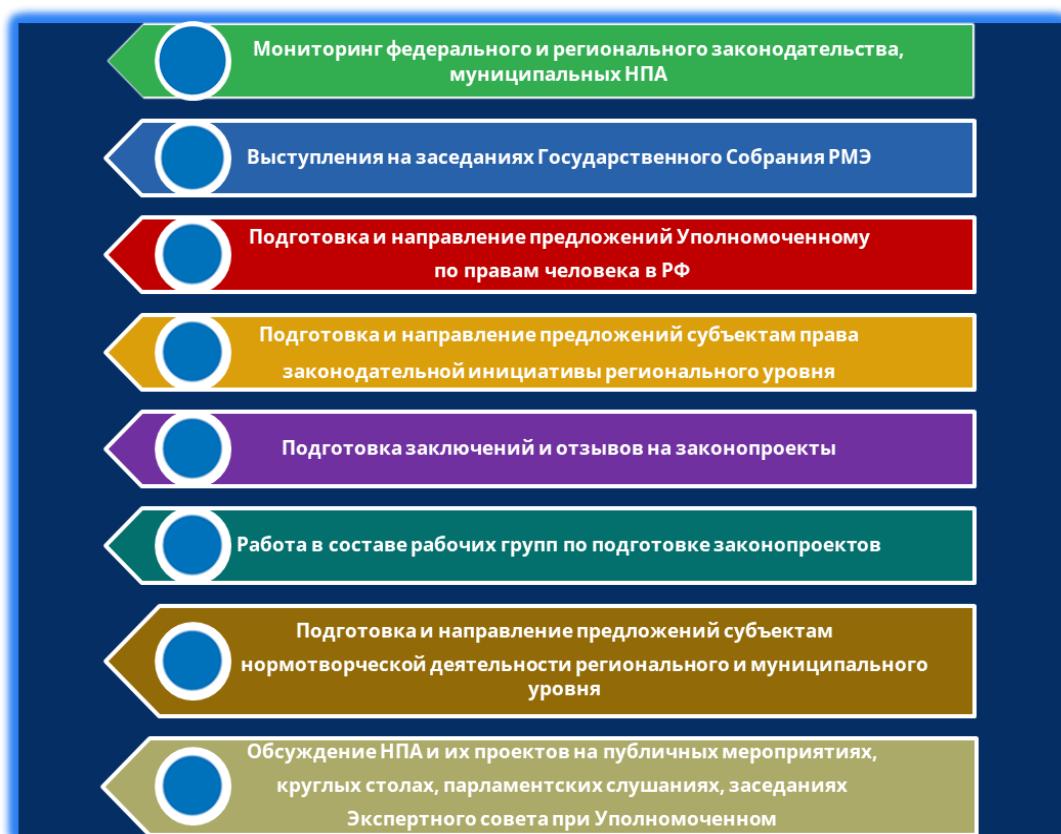 Мониторинг федерального и регионального законодательства,
муниципальных НПА
Выступления на заседаниях Государственного Собрания РМЭ
Подготовка и направление предложений Уполномоченному
по правам человека в РФ
Подготовка и направление предложений субъектам права
законодательной инициативы регионального уровня
Подготовка заключений и отзывов на законопроекты
Работа в составе рабочих групп по подготовке законопроектов
Подготовка и направление предложений субъектам
нормотворческой деятельности регионального и муниципального
уровня
Обсуждение НПА и их проектов на публичных мероприятиях,
круглых столах, парламентских слушаниях, заседаниях
Экспертного совета при Уполномоченном